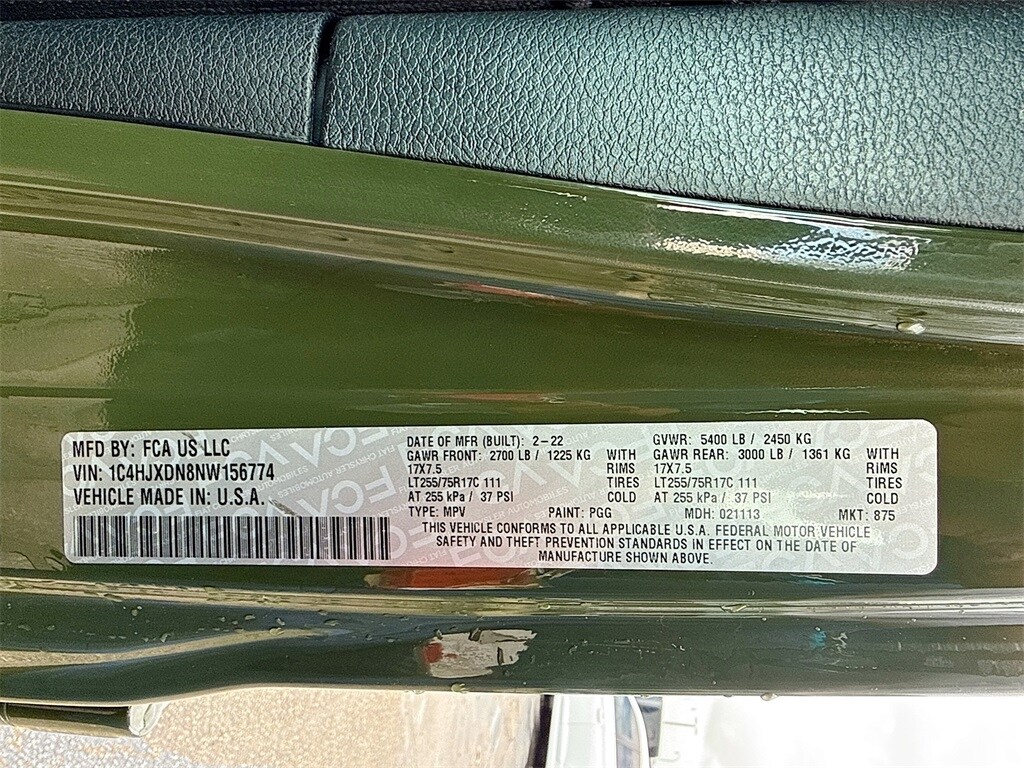 MFD BY: FCA US LLC
VIN: 1C4HJXDN8NW156774
VEHICLE MADE IN: U.S.A.
DATE OF MFR (BUILT): 2-22
GAWR FRONT: 2700 LB / 1225 KG WITH
17X7.5 RIMS
LT255/75R17C 111 TIRES
AT 255 kPa / 37 PSI COLD
GVWR: 5400 LB / 2450 KG
GAWR REAR: 3000 LB / 1361 KG WITH
17X7.5 RIMS
LT255/75R17C 111 TIRES
AT 255 kPa / 37 PSI COLD
TYPE: MPV PAINT: PGG MDH: 021113 MKT: 875
THIS VEHICLE CONFORMS TO ALL APPLICABLE U.S.A. FEDERAL MOTOR VEHICLE
SAFETY AND THEFT PREVENTION STANDARDS IN EFFECT ON THE DATE OF
MANUFACTURE SHOWN ABOVE.